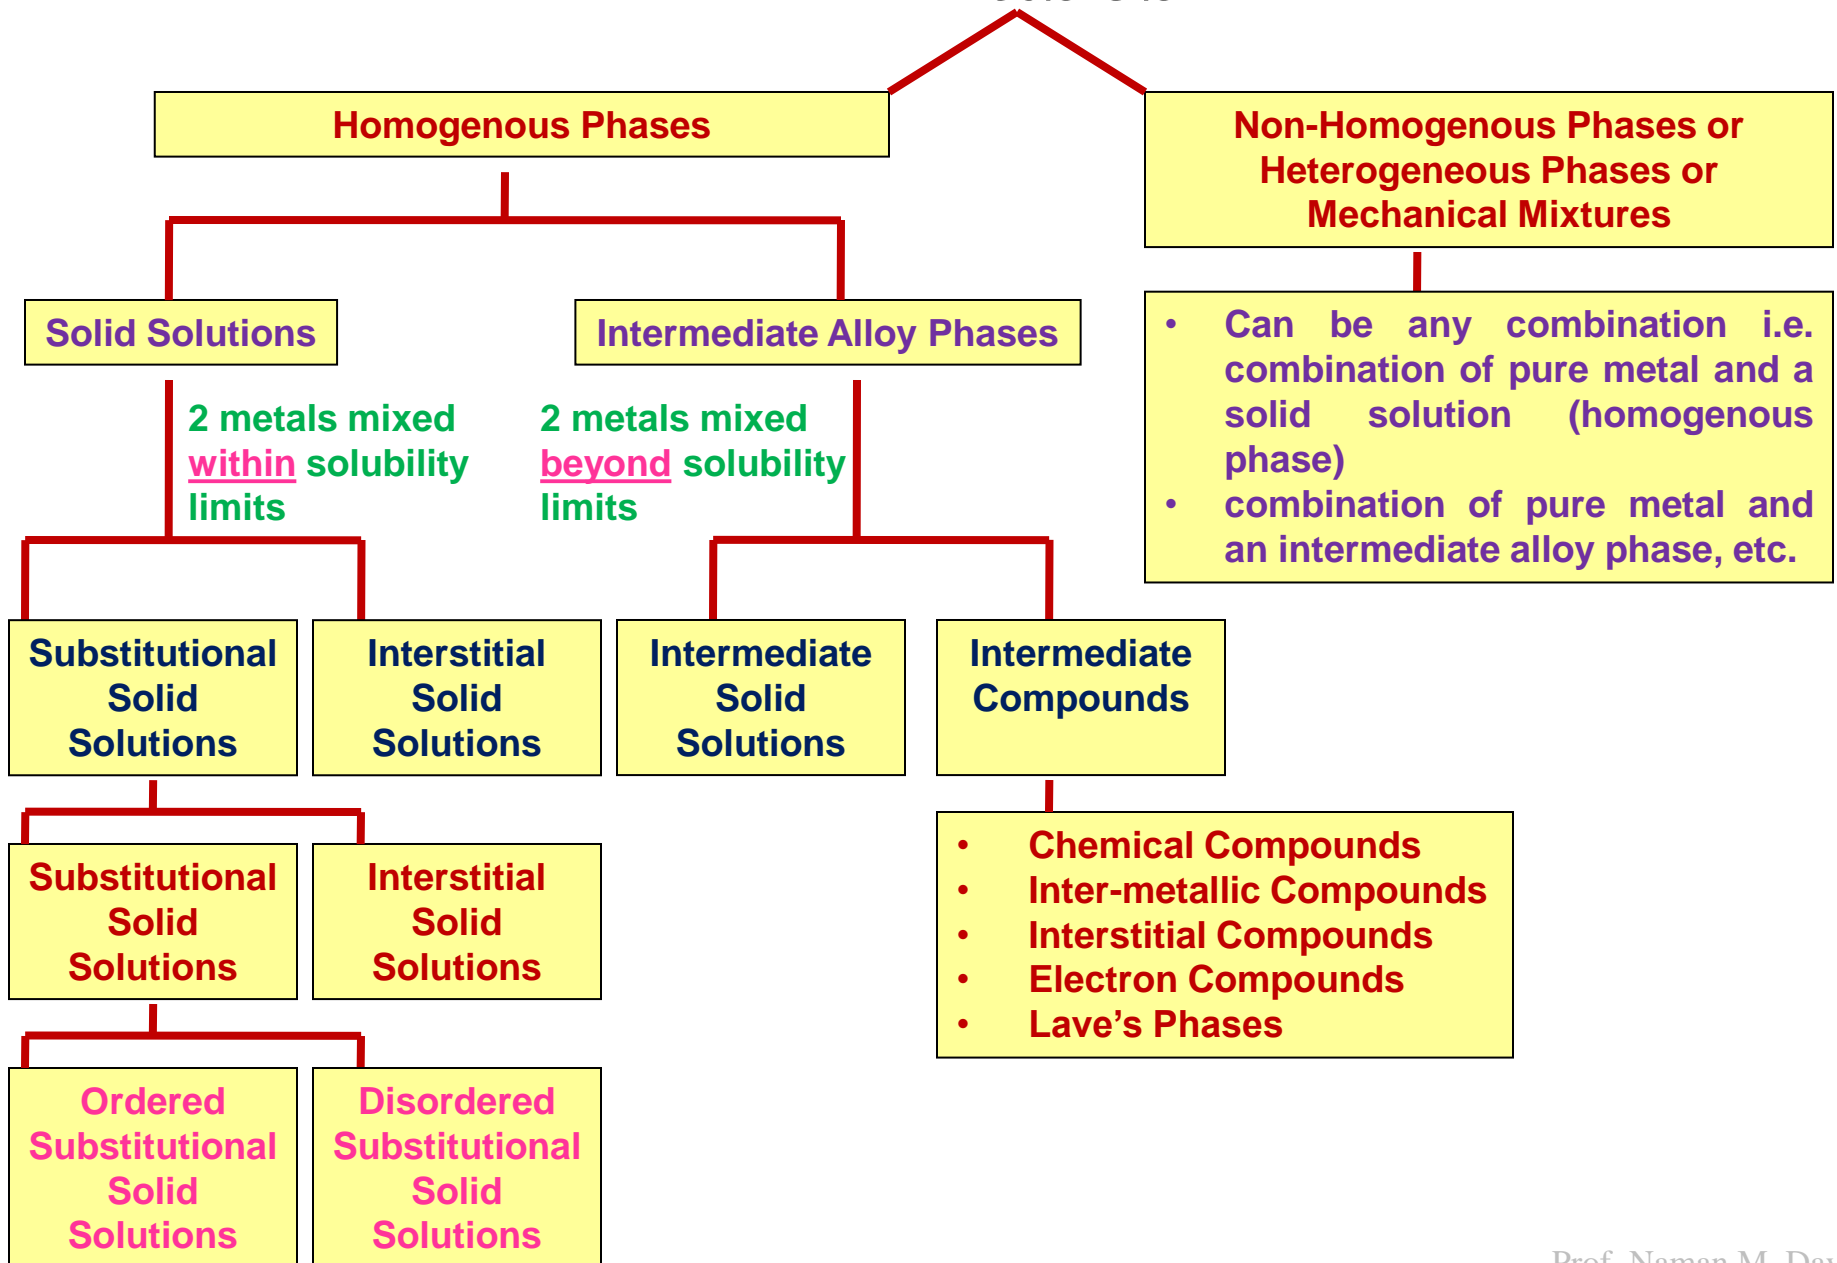 Homogenous Phases
Non-Homogenous Phases or
Heterogeneous Phases or
Mechanical Mixtures
Solid Solutions
Intermediate Alloy Phases
• Can be any combination i.e.
combination of pure metal and a
solid solution (homogenous
phase)
• combination of pure metal and
an intermediate alloy phase, etc.
2 metals mixed
within solubility
limits
2 metals mixed
beyond solubility
limits
Substitutional
Solid
Solutions
Interstitial
Solid
Solutions
Intermediate
Solid
Solutions
Intermediate
Compounds
Substitutional
Solid
Solutions
Interstitial
Solid
Solutions
• Chemical Compounds
• Inter-metallic Compounds
• Interstitial Compounds
• Electron Compounds
• Lave's Phases
Ordered
Substitutional
Solid
Solutions
Disordered
Substitutional
Solid
Solutions
Prof. Naman M.